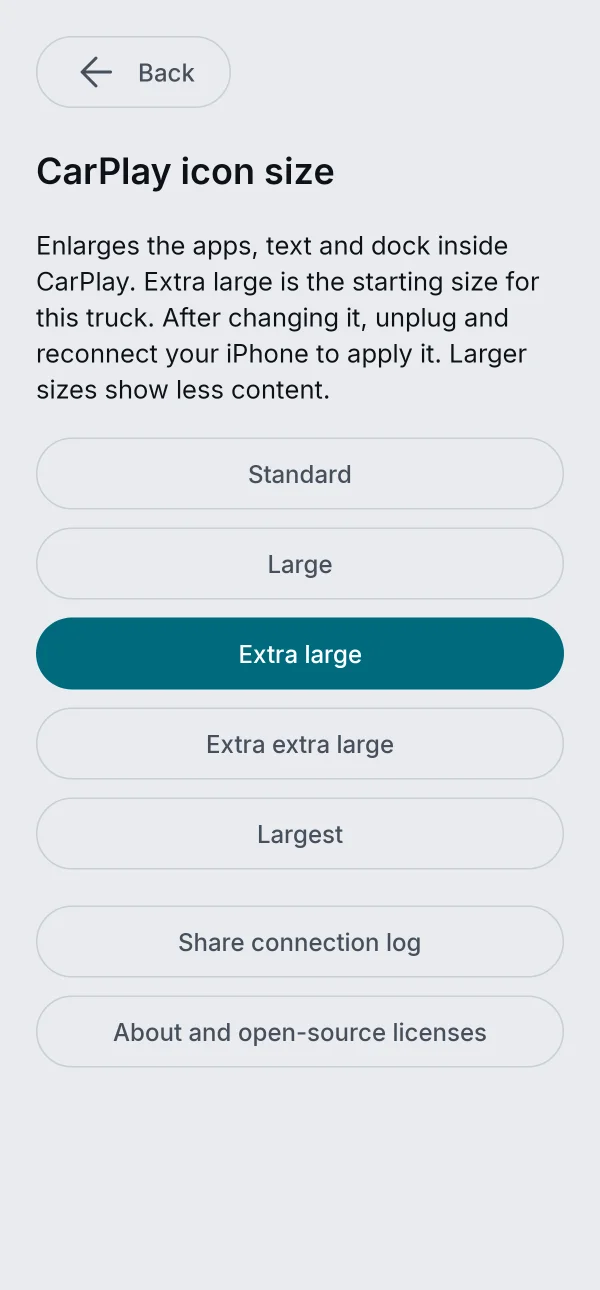 Back
CarPlay icon size
Enlarges the apps, text and dock inside
CarPlay. Extra large is the starting size for
this truck. After changing it, unplug and
reconnect your iPhone to apply it. Larger
sizes show less content.
Standard
Large
Extra large
Extra extra large
Largest
Share connection log
About and open-source licenses